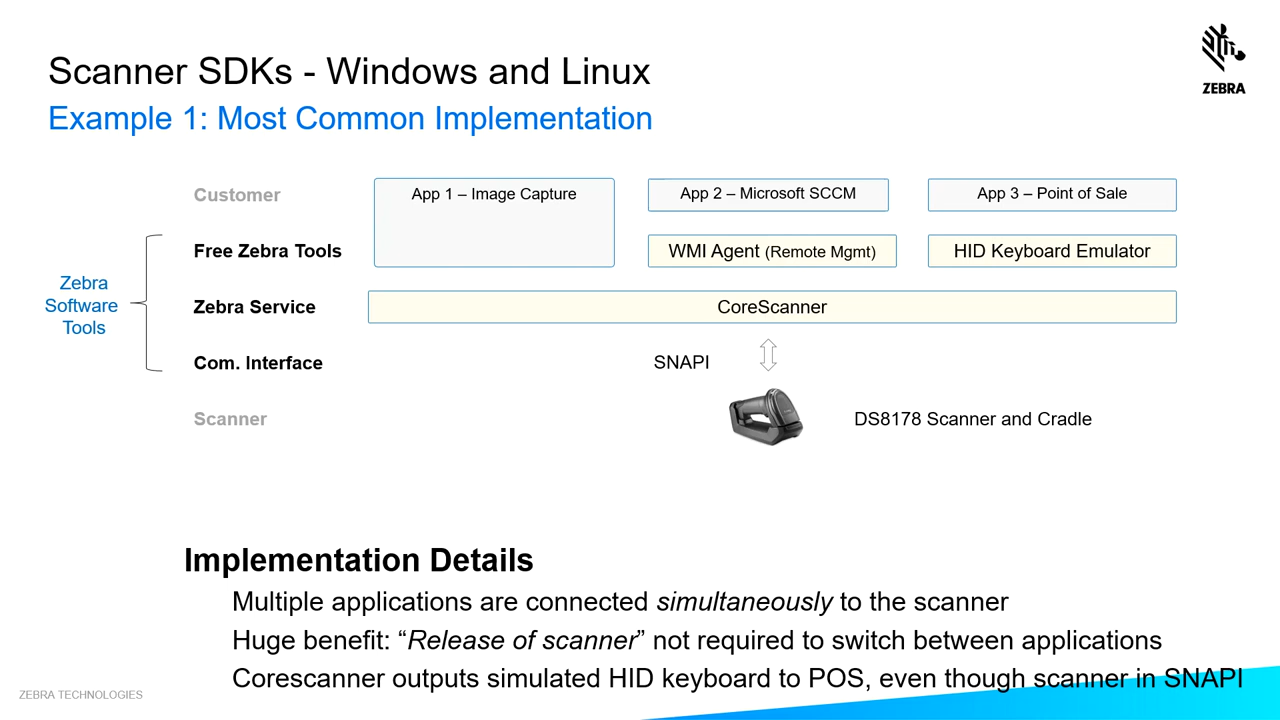 ZEBRA
Scanner SDKs - Windows and Linux
Example 1: Most Common Implementation
Customer
App 1 – Image Capture
App 2 – Microsoft SCCM
App 3 – Point of Sale
Free Zebra Tools
WMI Agent (Remote Mgmt)
HID Keyboard Emulator
Zebra
Software
Tools
Zebra Service
CoreScanner
Com. Interface
SNAPI
Scanner
DS8178 Scanner and Cradle
Implementation Details
Multiple applications are connected simultaneously to the scanner
Huge benefit: “Release of scanner” not required to switch between applications
Corescanner outputs simulated HID keyboard to POS, even though scanner in SNAPI
ZEBRA TECHNOLOGIES